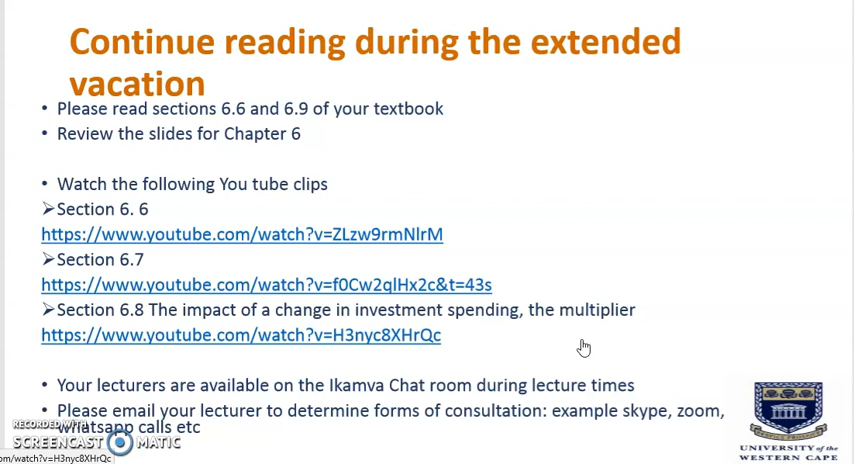 Continue reading during the extended
vacation
• Please read sections 6.6 and 6.9 of your textbook
• Review the slides for Chapter 6
• Watch the following You tube clips
➢Section 6. 6
https://www.youtube.com/watch?v=ZLzw9rmNlrM
➢Section 6.7
https://www.youtube.com/watch?v=f0Cw2qlHx2c&t=43s
➢Section 6.8 The impact of a change in investment spending, the multiplier
https://www.youtube.com/watch?v=H3nyc8XHrQc
• Your lecturers are available on the Ikamva Chat room during lecture times
• Please email your lecturer to determine forms of consultation: example skype, zoom,
whatsapp calls etc
RECORDED WITH
SCREENCAST MATIC
om/watch?v=H3nyc8XHrQc
UNIVERSITY of the
WESTERN CAPE